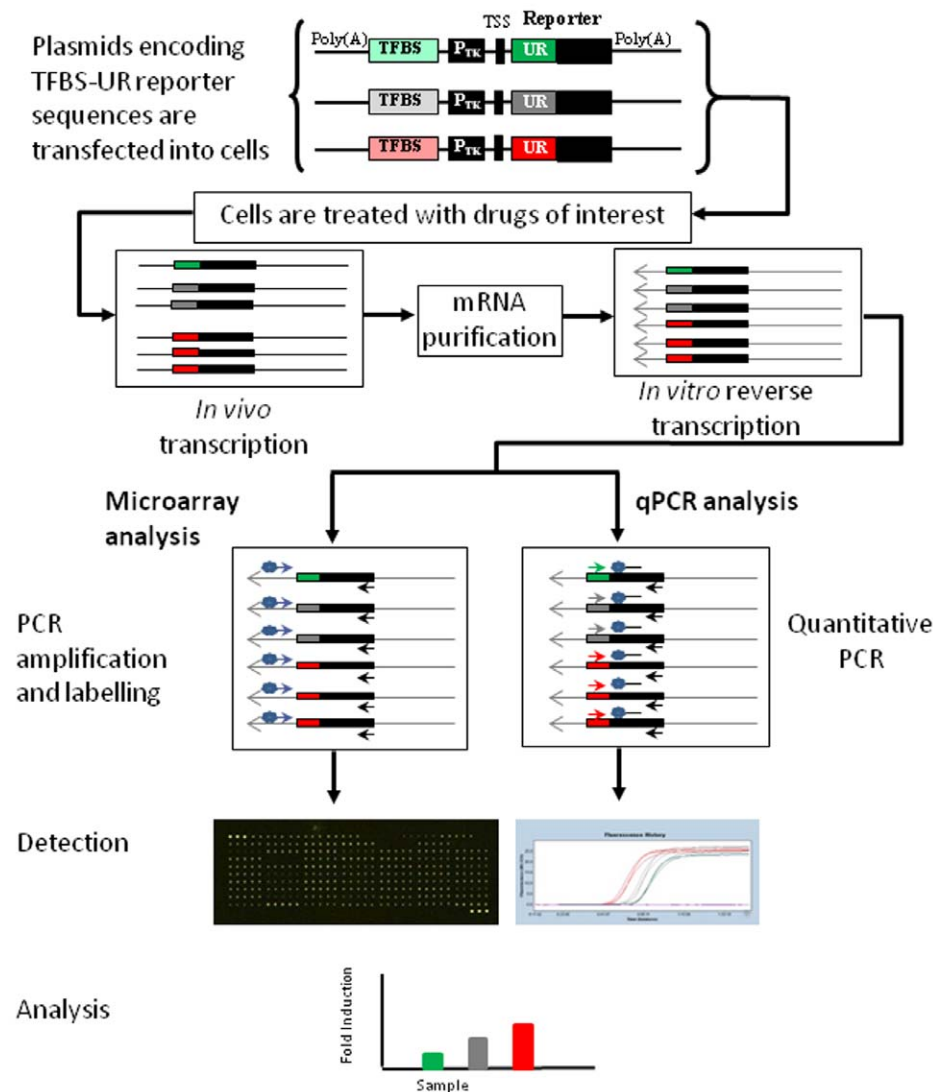 Plasmids encoding
TFBS-UR reporter
sequences are
transfected into cells
TSS Reporter
Poly(A) TFBS PTK UR Poly(A)
TFBS PTK UR
TFBS PTK UR
Cells are treated with drugs of interest
mRNA
purification
In vivo
transcription
In vitro reverse
transcription
Microarray
analysis
qPCR analysis
PCR
amplification
and labelling
Quantitative
PCR
Detection
Fluorescence History
Analysis
Fold Induction
Sample